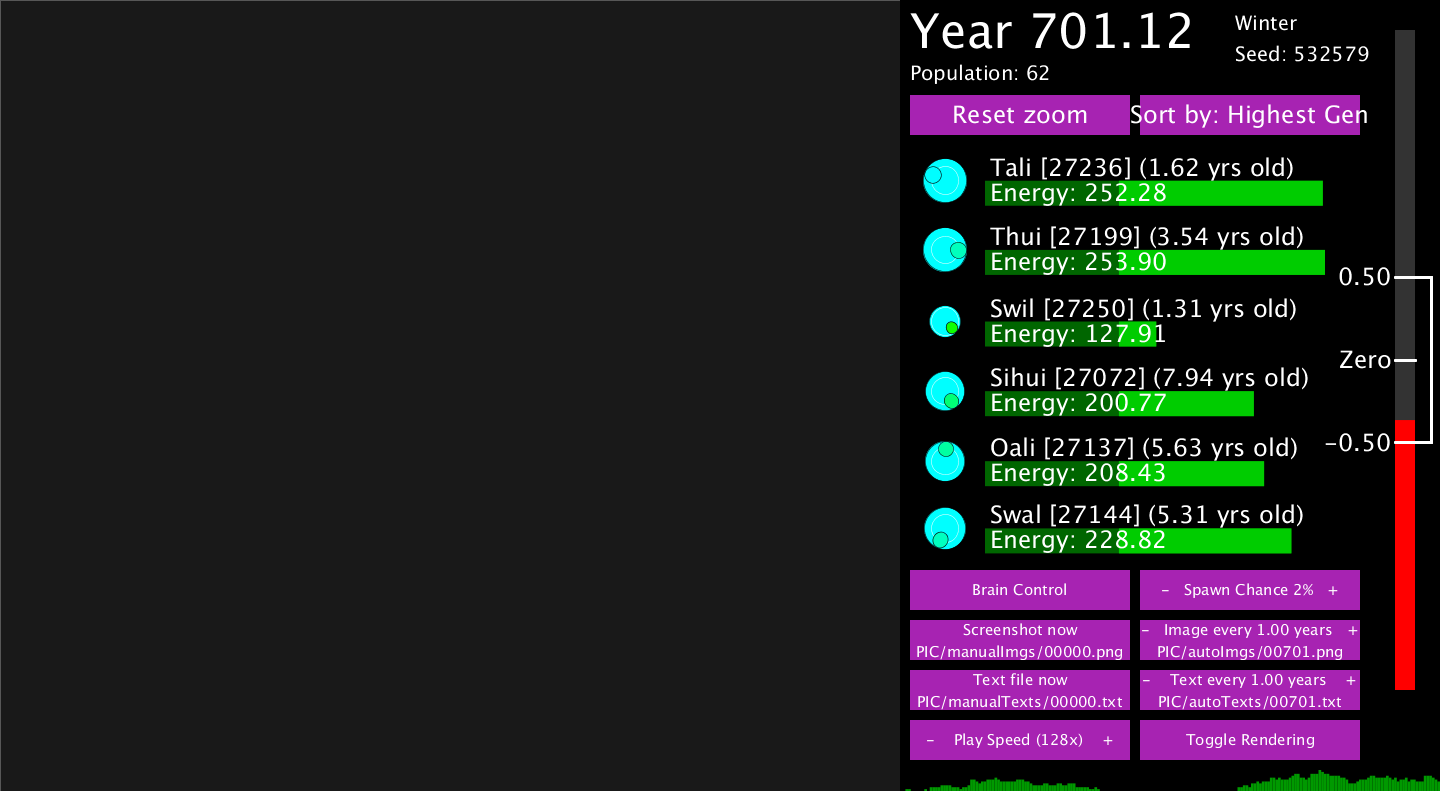 Year 701.12
Winter
Seed: 532579
Population: 62
Reset zoom
Sort by: Highest Gen
Tali [27236] (1.62 yrs old)
Energy: 252.28
Thui [27199] (3.54 yrs old)
Energy: 253.90
Swil [27250] (1.31 yrs old)
Energy: 127.91
Sihui [27072] (7.94 yrs old)
Energy: 200.77
Oali [27137] (5.63 yrs old)
Energy: 208.43
Swal [27144] (5.31 yrs old)
Energy: 228.82
0.50
Zero
-0.50
Brain Control
- Spawn Chance 2% +
Screenshot now
PIC/manualImgs/00000.png
- Image every 1.00 years +
PIC/autoImgs/00701.png
Text file now
PIC/manualTexts/00000.txt
- Text every 1.00 years +
PIC/autoTexts/00701.txt
- Play Speed (128x) +
Toggle Rendering